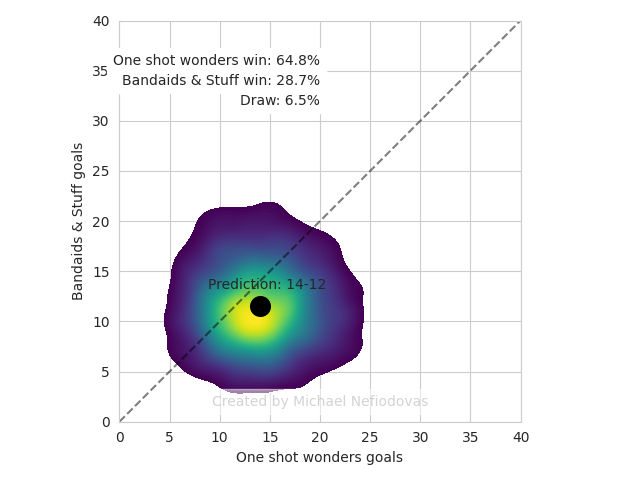 One shot wonders win: 64.8%
Bandaids & Stuff win: 28.7%
Draw: 6.5%
Prediction: 14-12
Created by Michael Nefiodovas
Bandaids & Stuff goals
40
35
30
25
20
15
10
5
0
0 5 10 15 20 25 30 35 40
One shot wonders goals